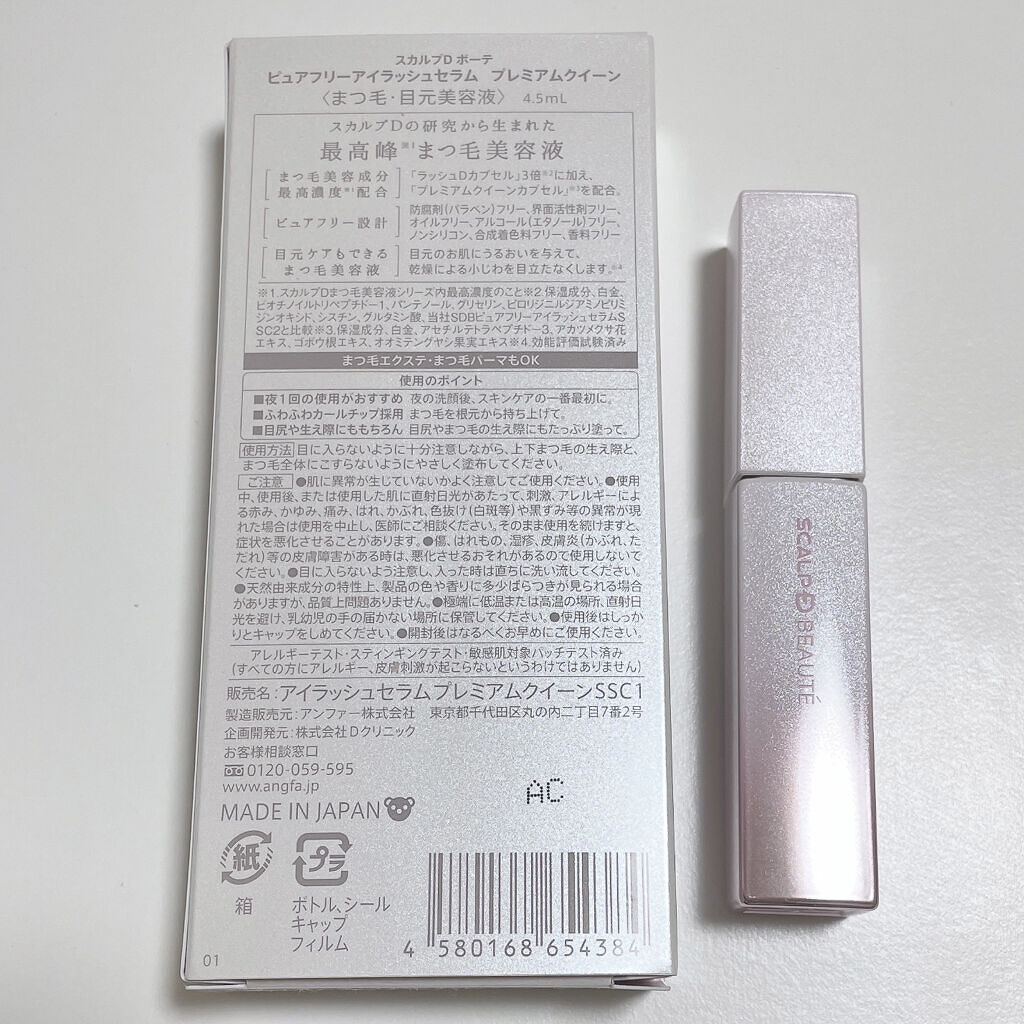 スカルプD ボーテ
ピュアフリーアイラッシュセラム プレミアムクイーン
〈まつ毛・目元美容液〉 4.5mL
スカルプDの研究から生まれた
最高峰※1まつ毛美容液
まつ毛美容成分 「ラッシュDカプセル」3倍※2に加え、
最高濃度※1配合 「プレミアムクイーンカプセル」※3を配合。
防腐剤(パラベン)フリー、界面活性剤フリー、
ピュアフリー設計 オイルフリー、アルコール(エタノール)フリー、
ノンシリコン、合成着色料フリー、香料フリー
目元ケアもできる 目元のお肌にうるおいを与えて、
まつ毛美容液 乾燥による小じわを目立たなくします。※4
※1.スカルプDまつ毛美容液シリーズ内最高濃度のこと※2.保湿成分、白金、
ビオチノイルトリペプチド-1、パンテノール、グリセリン、ピロリジニルジアミノピリミ
ジンオキシド、シスチン、グルタミン酸、当社SDBピュアフリーアイラッシュセラムS
SC2と比較※3.保湿成分、白金、アセチルテトラペプチド-3、アカツメクサ花
エキス、ゴボウ根エキス、オオミテングヤシ果実エキス※4.効能評価試験済み
まつ毛エクステ・まつ毛パーマもOK
使用のポイント
■夜1回の使用がおすすめ 夜の洗顔後、スキンケアの一番最初に。
■ふわふわカールチップ採用 まつ毛を根元から持ち上げて。
■目尻や生え際にももちろん 目尻やまつ毛の生え際にもたっぷり塗って。
使用方法 目に入らないように十分注意しながら、上下まつ毛の生え際と、
まつ毛全体にこすらないようにやさしく塗布してください。
ご注意 ●肌に異常が生じていないかよく注意してご使用ください。●使用
中、使用後、または使用した肌に直射日光があたって、刺激、アレルギーによ
る赤み、かゆみ、痛み、はれ、かぶれ、色抜け(白斑等)や黒ずみ等の異常が現
れた場合は使用を中止し、医師にご相談ください。そのまま使用を続けますと、
症状を悪化させることがあります。●傷、はれもの、湿疹、皮膚炎(かぶれ、た
だれ)等の皮膚障害がある時は、悪化させるおそれがあるので使用しないで
ください。●目に入らないよう注意し、入った時は直ちに洗い流してください。
●天然由来成分の特性上、製品の色や香りに多少ばらつきが見られる場合
がありますが、品質上問題ありません。●極端に低温または高温の場所、直射日
光を避け、乳幼児の手の届かない場所に保管してください。●使用後はしっか
りとキャップをしめてください。●開封後はなるべくお早めにご使用ください。
アレルギーテスト・スティンギングテスト・敏感肌対象パッチテスト済み
(すべての方にアレルギー、皮膚刺激が起こらないというわけではありません)
販売名：アイラッシュセラムプレミアムクイーンSSC1
製造販売元：アンファー株式会社 東京都千代田区丸の内二丁目7番2号
企画開発元：株式会社Dクリニック
お客様相談窓口
0120-059-595
www.angfa.jp
AC
MADE IN JAPAN
紙 プラ
箱 ボトル、シール
キャップ
フィルム
4 580168 654384
01
SCALP-D BEAUTÉ